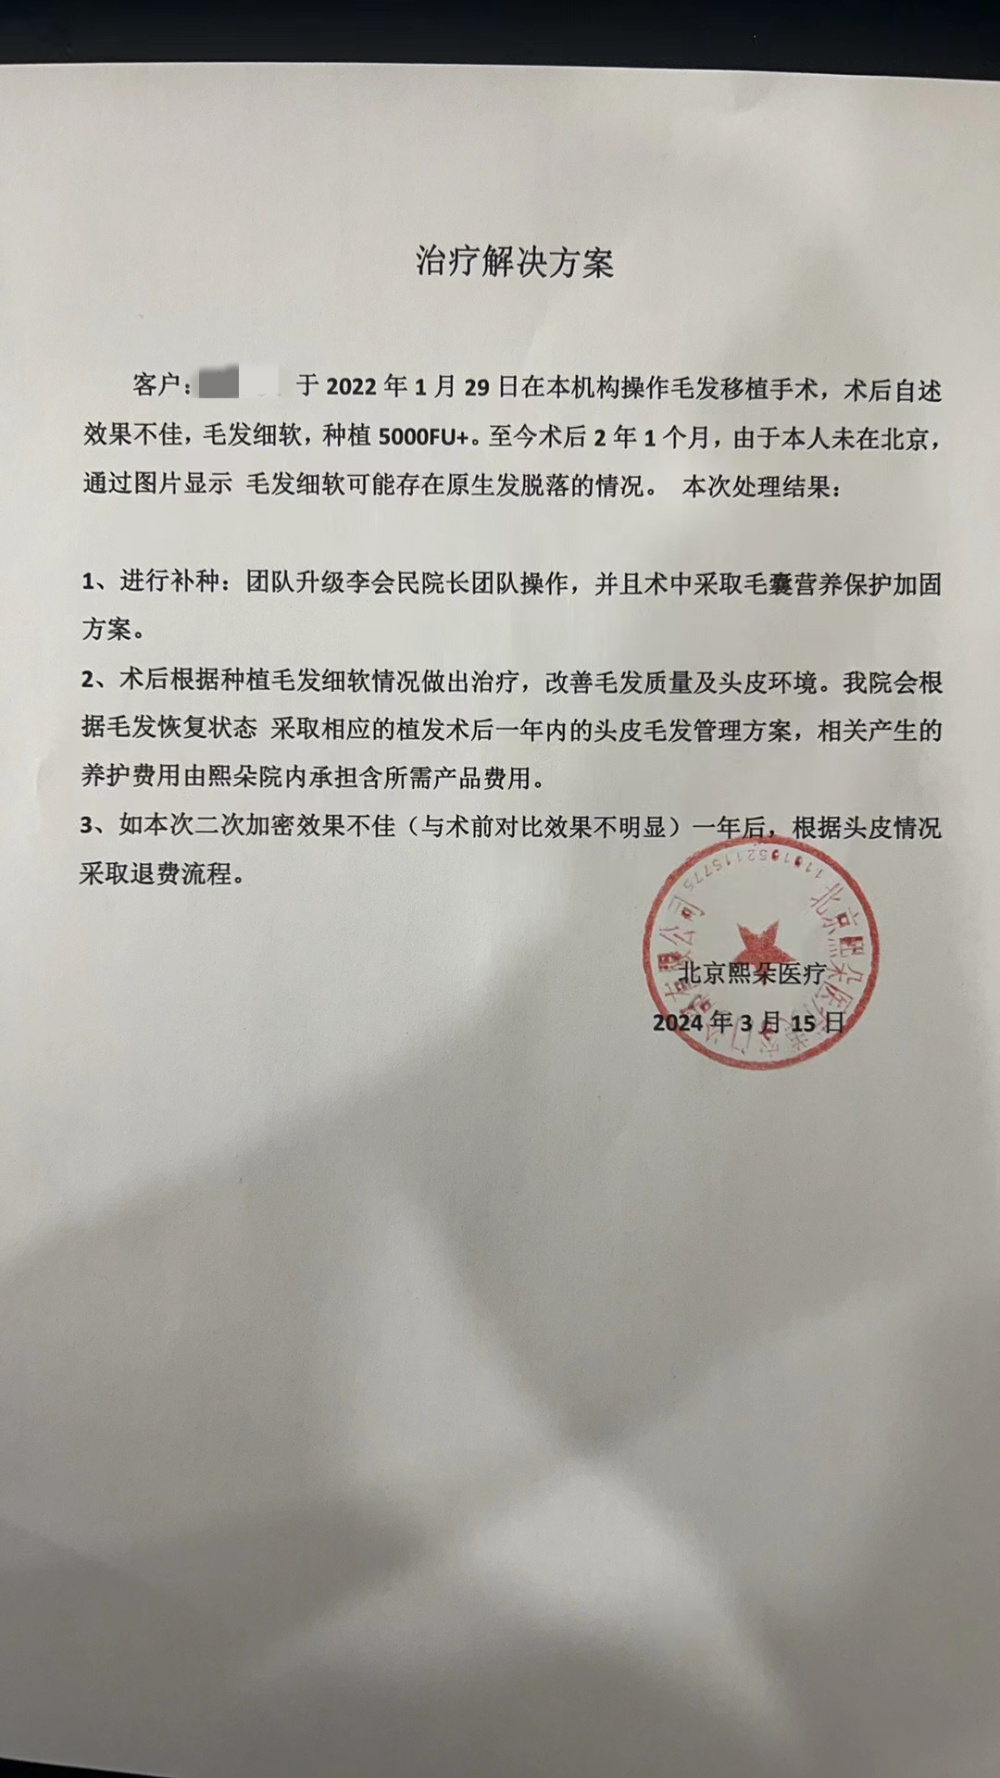 治疗解决方案
客户： 于 2022 年 1 月 29 日在本机构操作毛发移植手术，术后自述
效果不佳，毛发细软，种植 5000FU+。至今术后 2 年 1 个月，由于本人未在北京，
通过图片显示 毛发细软可能存在原生发脱落的情况。 本次处理结果：
1、进行补种：团队升级李会民院长团队操作，并且术中采取毛囊营养保护加固
方案。
2、术后根据种植毛发细软情况做出治疗，改善毛发质量及头皮环境。我院会根
据毛发恢复状态 采取相应的植发术后一年内的头皮毛发管理方案，相关产生的
养护费用由熙朵院内承担含所需产品费用。
3、如本次二次加密效果不佳（与术前对比效果不明显）一年后，根据头皮情况
采取退费流程。
北京熙朵医疗
2024 年 3 月 15 日